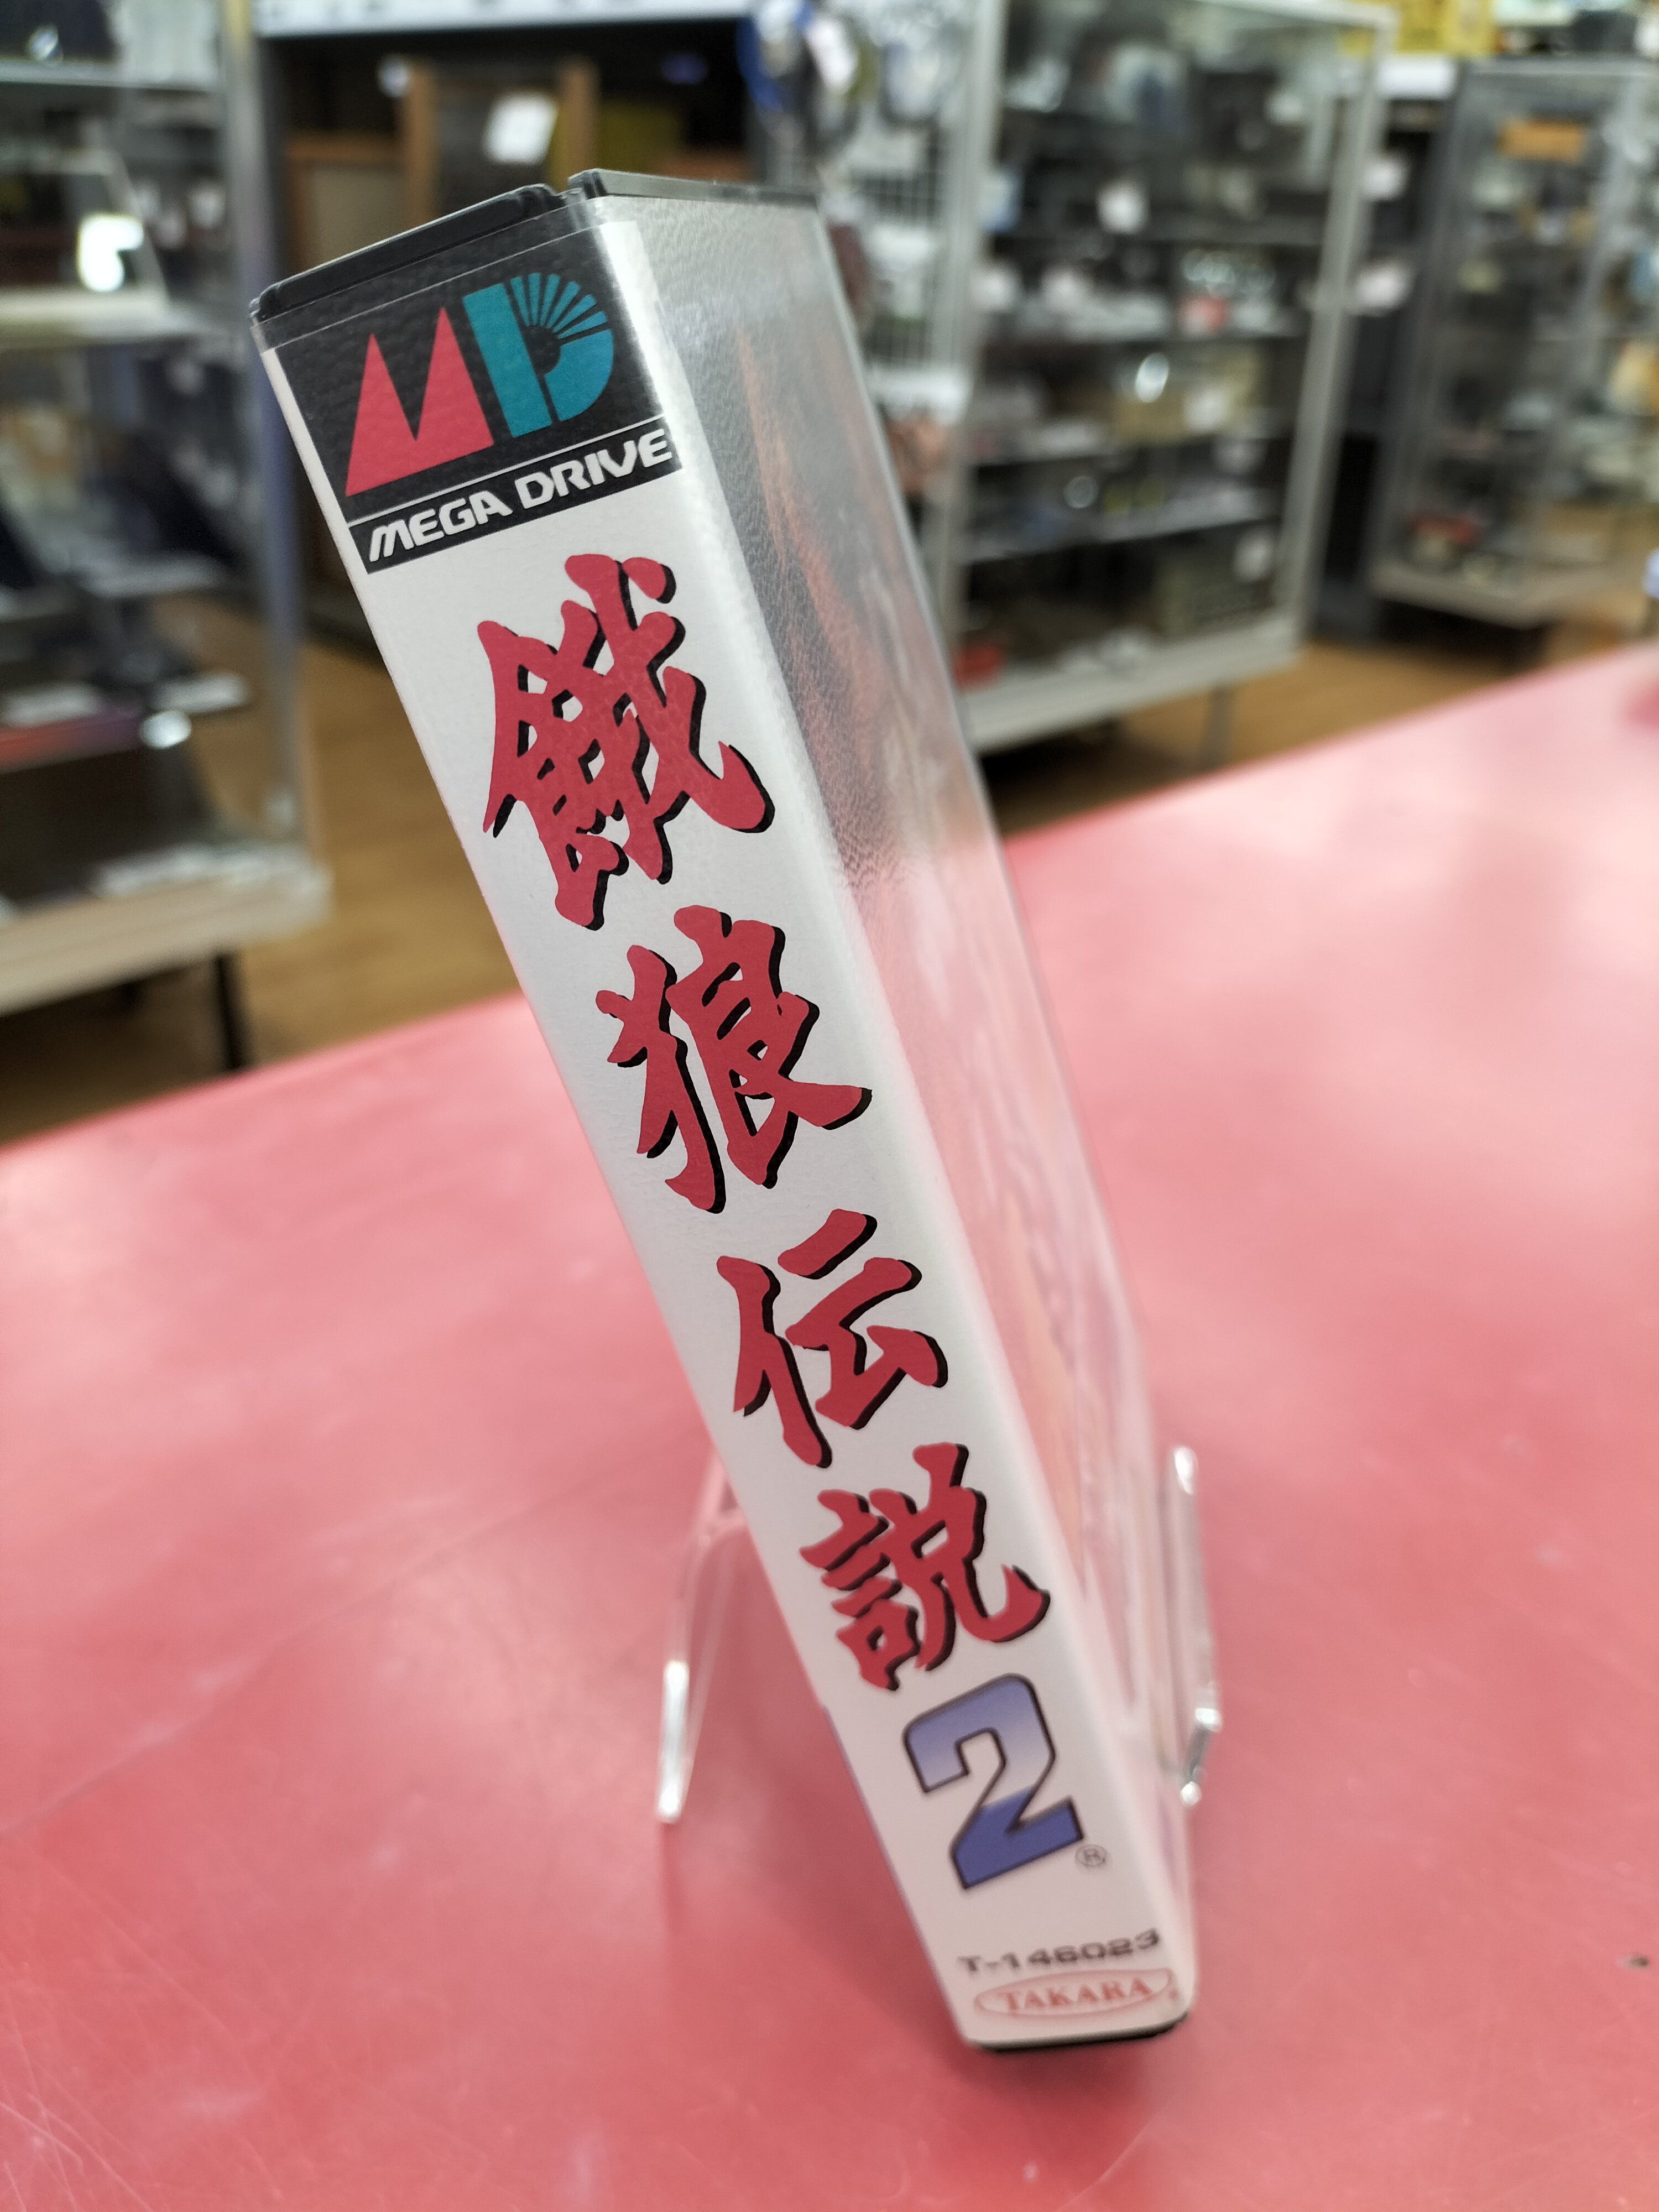 MD
MEGA DRIVE
餓狼伝説2
®
T-146023
TAKARA